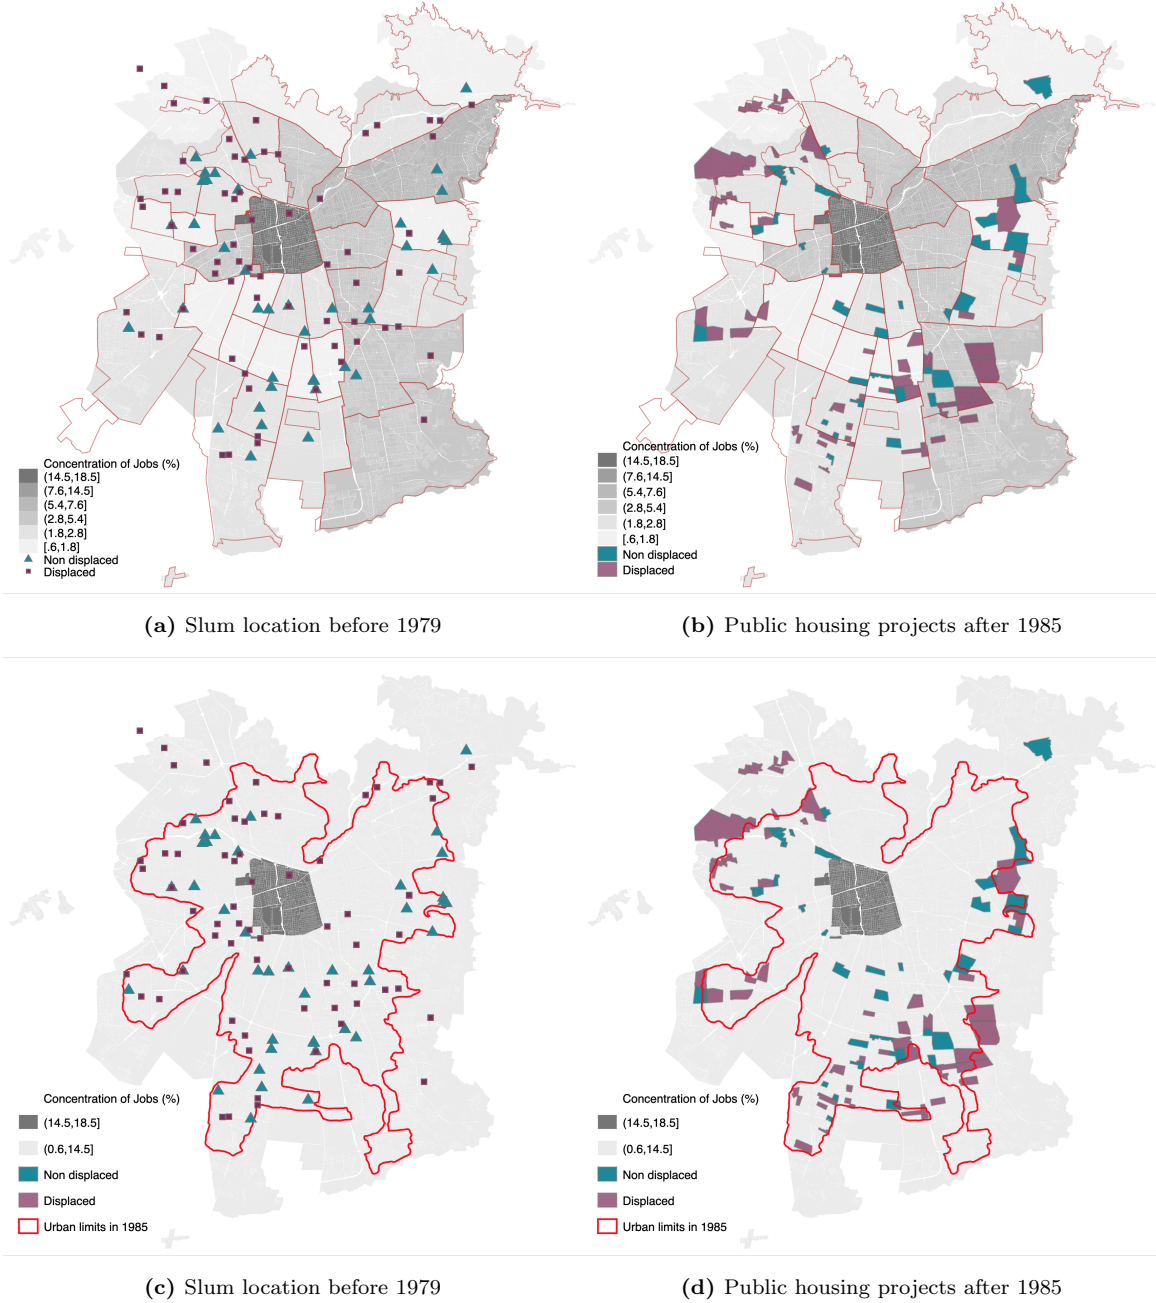 Concentration of Jobs (%)
(14.5,18.5]
(7.6,14.5]
(5.4,7.6]
(2.8,5.4]
(1.8,2.8]
[.6,1.8]
Non displaced
Displaced
(a) Slum location before 1979
Concentration of Jobs (%)
(14.5,18.5]
(7.6,14.5]
(5.4,7.6]
(2.8,5.4]
(1.8,2.8]
[.6,1.8]
Non displaced
Displaced
(b) Public housing projects after 1985
Concentration of Jobs (%)
(14.5,18.5]
(0.6,14.5]
Non displaced
Displaced
Urban limits in 1985
(c) Slum location before 1979
Concentration of Jobs (%)
(14.5,18.5]
(0.6,14.5]
Non displaced
Displaced
Urban limits in 1985
(d) Public housing projects after 1985